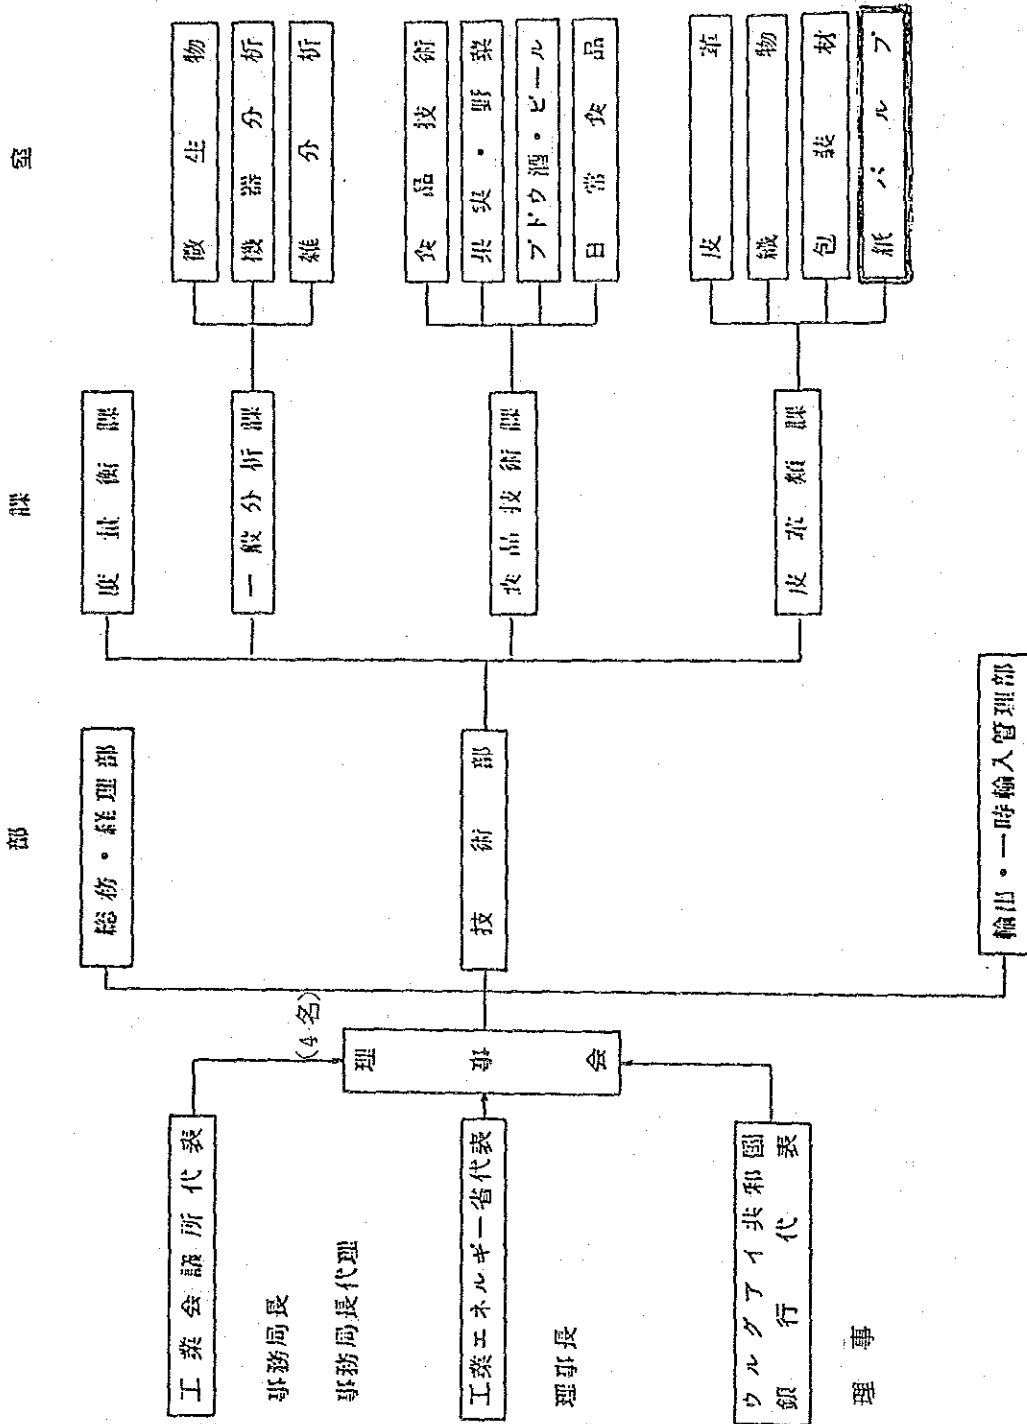 部
課
室
工業会議所代表
事務局長
事務局長代理
工業エネルギー省代表
理事長
ウルグアイ共和国
銀行代表
理事
(4名)
理事会
総務・経理部
技術部
輸出・一時輸入管理部
度量衡課
一般分析課
食品技術課
皮布類課
微生物
機器分析
雑分析
食品技術
果実・野菜
ブドウ酒・ビール
日常食品
皮革
織物
包装材
紙パルプ